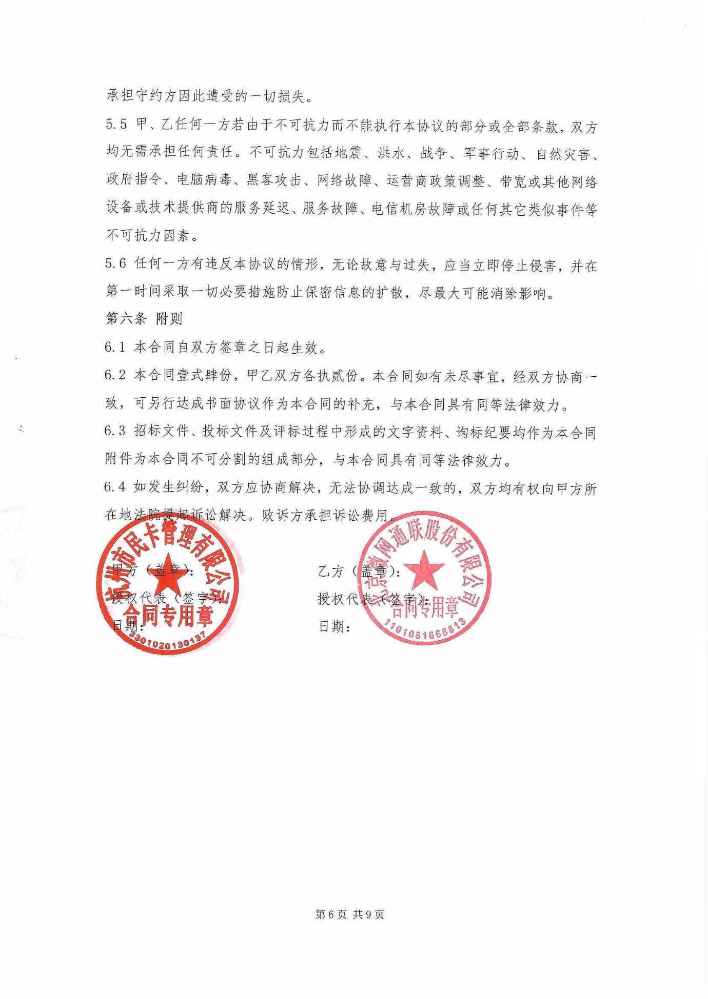 承担守约方因此遭受的一切损失。
5.5 甲、乙任何一方若由于不可抗力而不能执行本协议的部分或全部条款，双方
均无需承担任何责任。不可抗力包括地震、洪水、战争、军事行动、自然灾害、
政府指令、电脑病毒、黑客攻击、网络故障、运营商政策调整、带宽或其他网络
设备或技术提供商的服务延迟、服务故障、电信机房故障或任何其它类似事件等
不可抗力因素。
5.6 任何一方有违反本协议的情形，无论故意与过失，应当立即停止侵害，并在
第一时间采取一切必要措施防止保密信息的扩散，尽最大可能消除影响。
第六条 附则
6.1 本合同自双方签章之日起生效。
6.2 本合同壹式肆份，甲乙双方各执贰份。本合同如有未尽事宜，经双方协商一
致，可另行达成书面协议作为本合同的补充，与本合同具有同等法律效力。
6.3 招标文件、投标文件及评标过程中形成的文字资料、询标纪要均作为本合同
附件为本合同不可分割的组成部分，与本合同具有同等法律效力。
6.4 如发生纠纷，双方应协商解决，无法协调达成一致的，双方均有权向甲方所
在地法院提起诉讼解决。败诉方承担诉讼费用。
甲方（盖章）： 乙方（盖章）：
授权代表（签字）： 授权代表（签字）：
日期： 日期：
杭州市民卡管理有限公司
合同专用章
3301020130137
北京微网通联股份有限公司
合同专用章
1101081668813
第 6 页 共 9 页